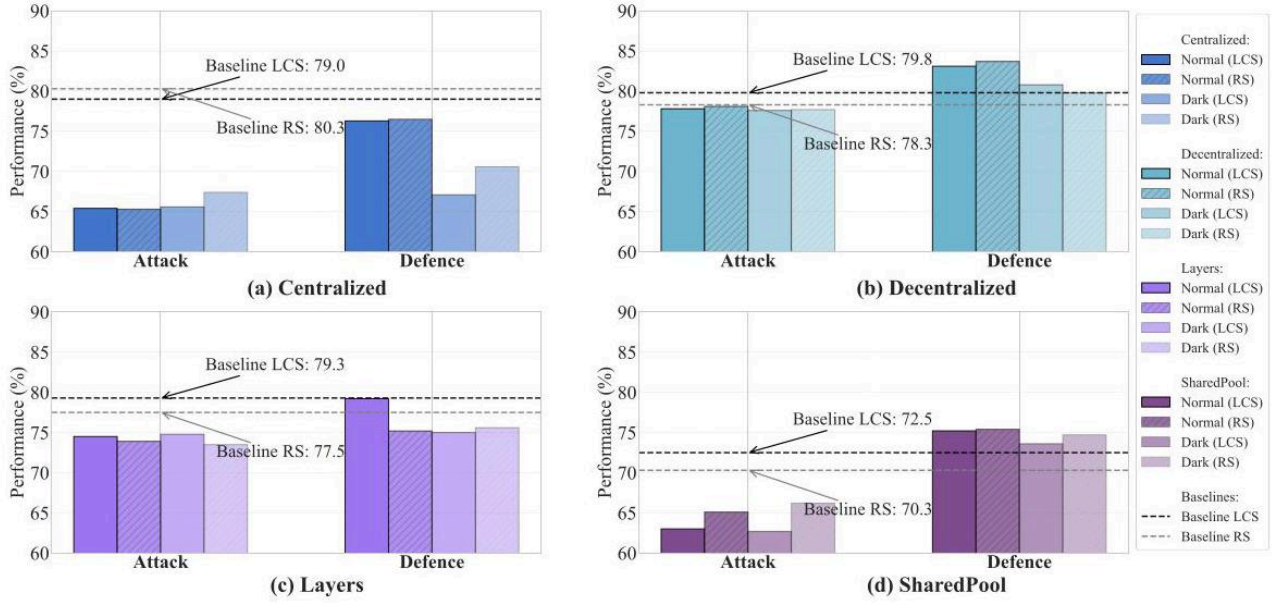 Performance (%)
90
85
80
75
70
65
60
Baseline LCS: 79.0
Baseline RS: 80.3
Attack
Defence
(a) Centralized
Performance (%)
90
85
80
75
70
65
60
Baseline LCS: 79.8
Baseline RS: 78.3
Attack
Defence
(b) Decentralized
Performance (%)
90
85
80
75
70
65
60
Baseline LCS: 79.3
Baseline RS: 77.5
Attack
Defence
(c) Layers
Performance (%)
90
85
80
75
70
65
60
Baseline LCS: 72.5
Baseline RS: 70.3
Attack
Defence
(d) SharedPool
Centralized:
Normal (LCS)
Normal (RS)
Dark (LCS)
Dark (RS)
Decentralized:
Normal (LCS)
Normal (RS)
Dark (LCS)
Dark (RS)
Layers:
Normal (LCS)
Normal (RS)
Dark (LCS)
Dark (RS)
SharedPool:
Normal (LCS)
Normal (RS)
Dark (LCS)
Dark (RS)
Baselines:
Baseline LCS
Baseline RS